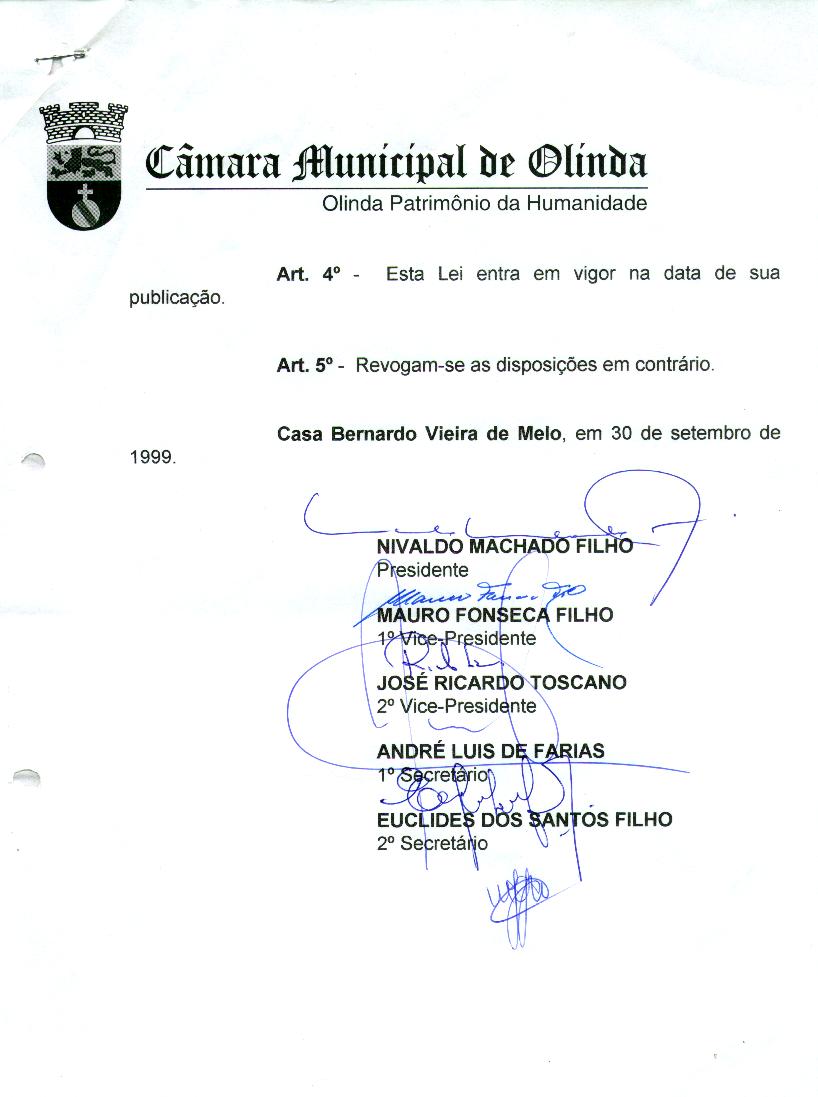 Câmara Municipal de Olinda
Olinda Patrimônio da Humanidade
Art. 4º - Esta Lei entra em vigor na data de sua
publicação.
Art. 5º - Revogam-se as disposições em contrário.
Casa Bernardo Vieira de Melo, em 30 de setembro de
1999.
NIVALDO MACHADO FILHO
Presidente
MAURO FONSECA FILHO
1º Vice-Presidente
JOSÉ RICARDO TOSCANO
2º Vice-Presidente
ANDRÉ LUIS DE FARIAS
1º Secretário
EUCLIDES DOS SANTOS FILHO
2º Secretário